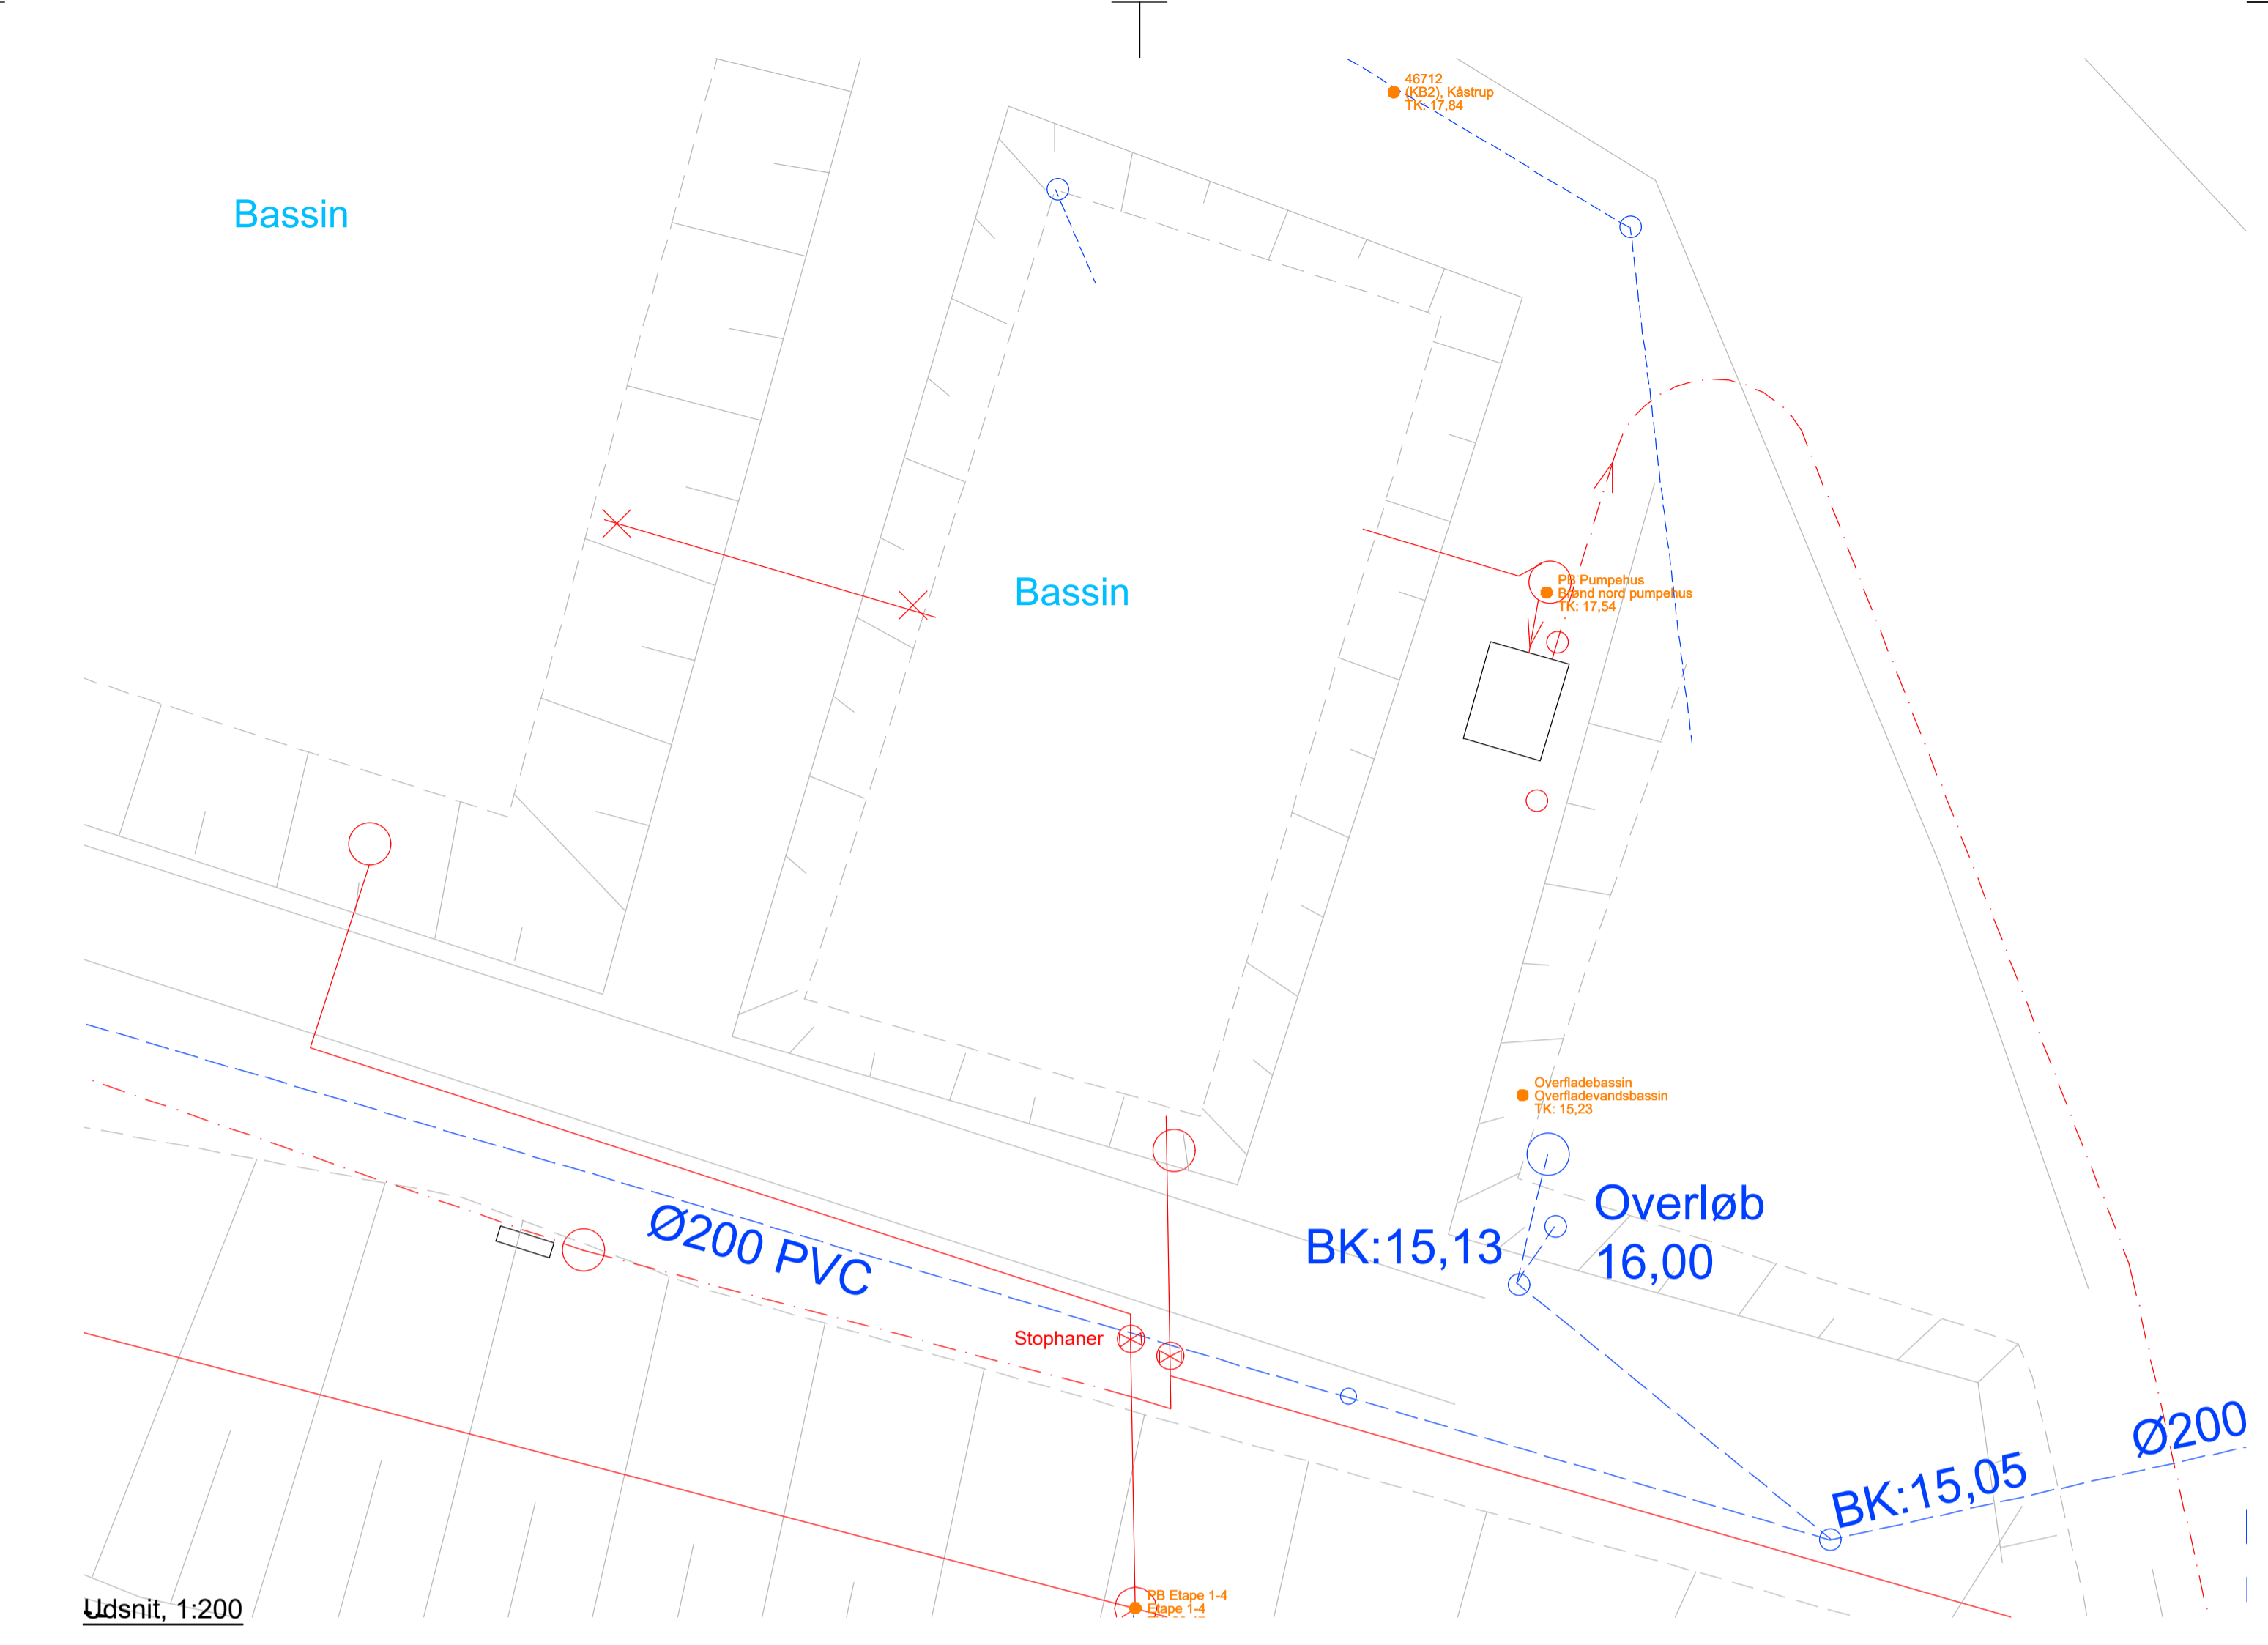 46712
(KB2), Kåstrup
TK: 17,84
Bassin
Bassin
PB Pumpehus
Brønd nord pumpehus
TK: 17,54
Overfladebassin
Overfladevandsbassin
TK: 15,23
Overløb
16,00
BK:15,13
Ø200 PVC
Stophaner
Ø200
BK:15,05
PB Etape 1-4
Etape 1-4
Udsnit, 1:200